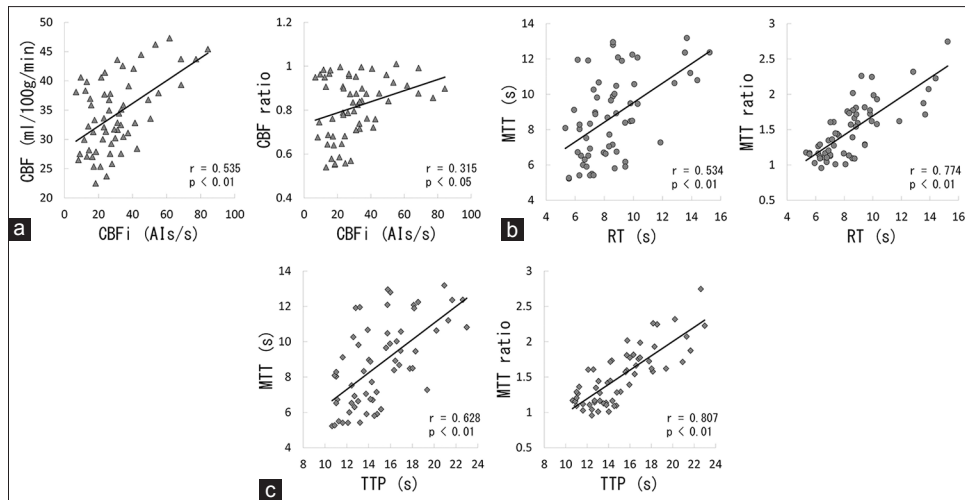 50
45
40
35
30
25
20
CBF (ml/100g/min)
0 20 40 60 80 100
CBFi (AIs/s)
r = 0.535
p < 0.01
a
1.2
1
0.8
0.6
0.4
CBF ratio
0 20 40 60 80 100
CBFi (AIs/s)
r = 0.315
p < 0.05
14
12
10
8
6
4
MTT (s)
4 6 8 10 12 14 16
RT (s)
r = 0.534
p < 0.01
b
3
2.5
2
1.5
1
0.5
MTT ratio
4 6 8 10 12 14 16
RT (s)
r = 0.774
p < 0.01
14
12
10
8
6
4
MTT (s)
8 10 12 14 16 18 20 22 24
TTP (s)
r = 0.628
p < 0.01
c
3
2.5
2
1.5
1
0.5
MTT ratio
8 10 12 14 16 18 20 22 24
TTP (s)
r = 0.807
p < 0.01